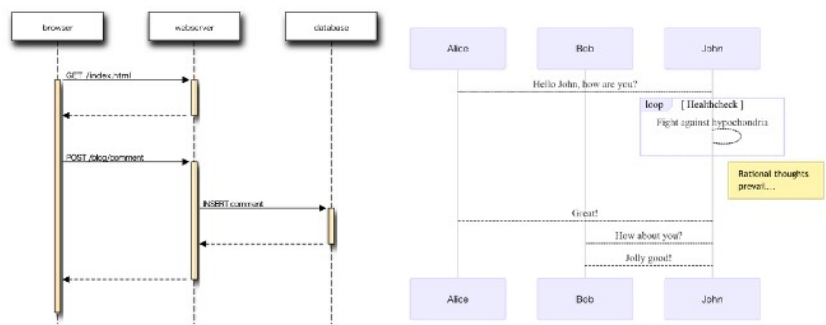 browser
webserver
database
GET /index.html
POST /blog/comment
INSERT comment
Alice
Bob
John
Hello John, how are you?
loop
[ Healthcheck ]
Fight against hypochondria
Rational thoughts
prevail...
Great!
How about you?
Jolly good!
Alice
Bob
John